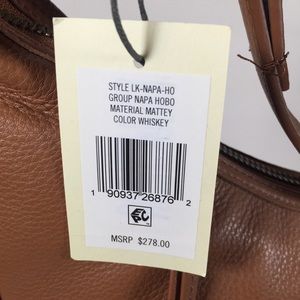 STYLE LK-NAPA-HO
GROUP NAPA HOBO
MATERIAL MATTEY
COLOR WHISKEY
1 90937 26876 2
MSRP $278.00